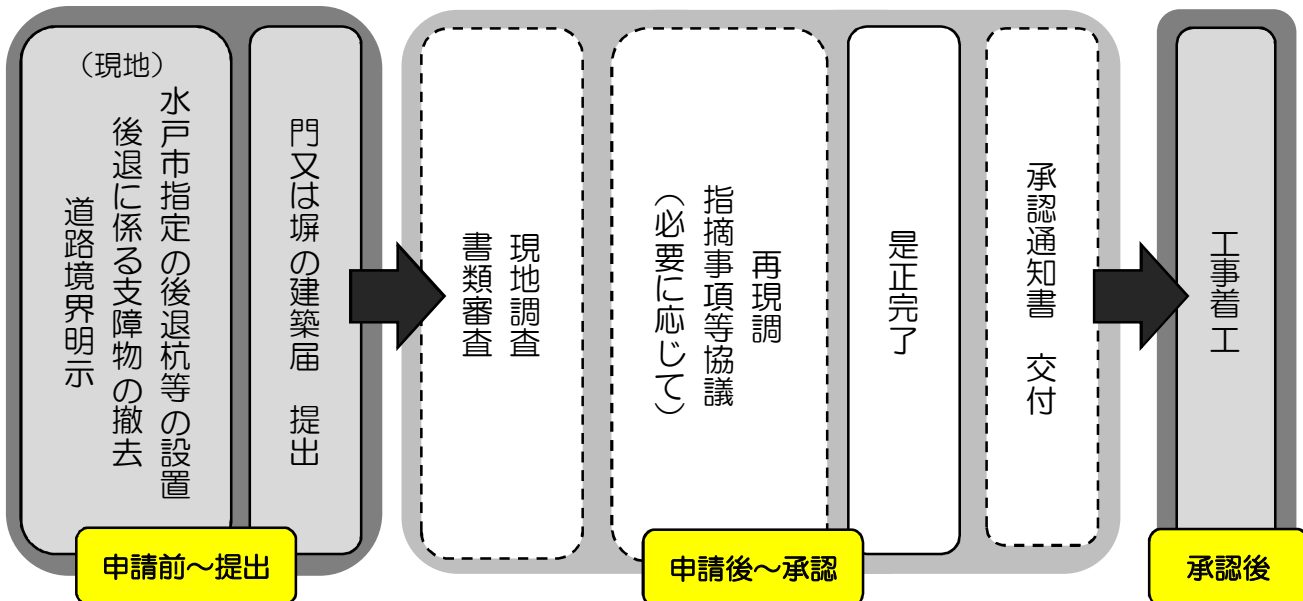 （現地）
水戸市指定の後退杭等の設置
後退に係る支障物の撤去
道路境界明示
門又は塀の建築届　提出
申請前～提出
現地調査
書類審査
再現調
指摘事項等協議
（必要に応じて）
是正完了
承認通知書　交付
申請後～承認
工事着工
承認後